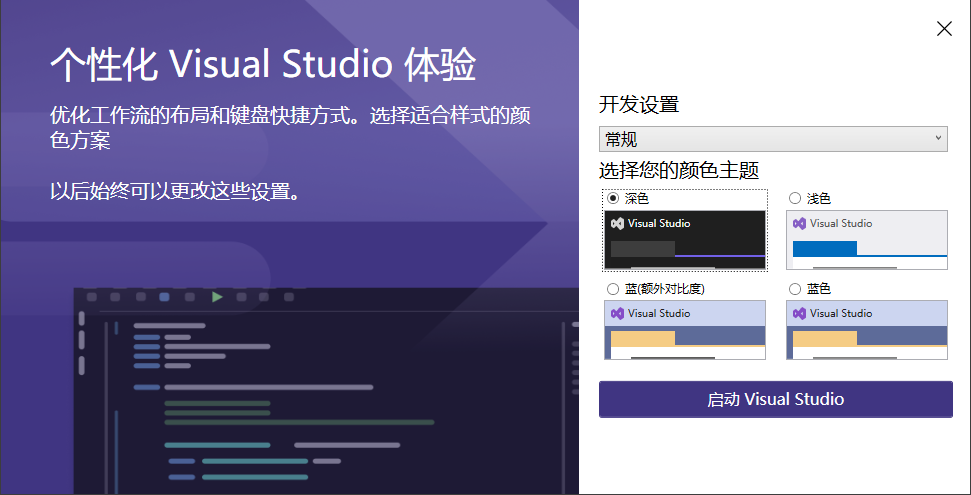 个性化 Visual Studio 体验
优化工作流的布局和键盘快捷方式。选择适合样式的颜
色方案
以后始终可以更改这些设置。
开发设置
常规
选择您的颜色主题
深色
Visual Studio
浅色
Visual Studio
蓝(额外对比度)
Visual Studio
蓝色
Visual Studio
启动 Visual Studio